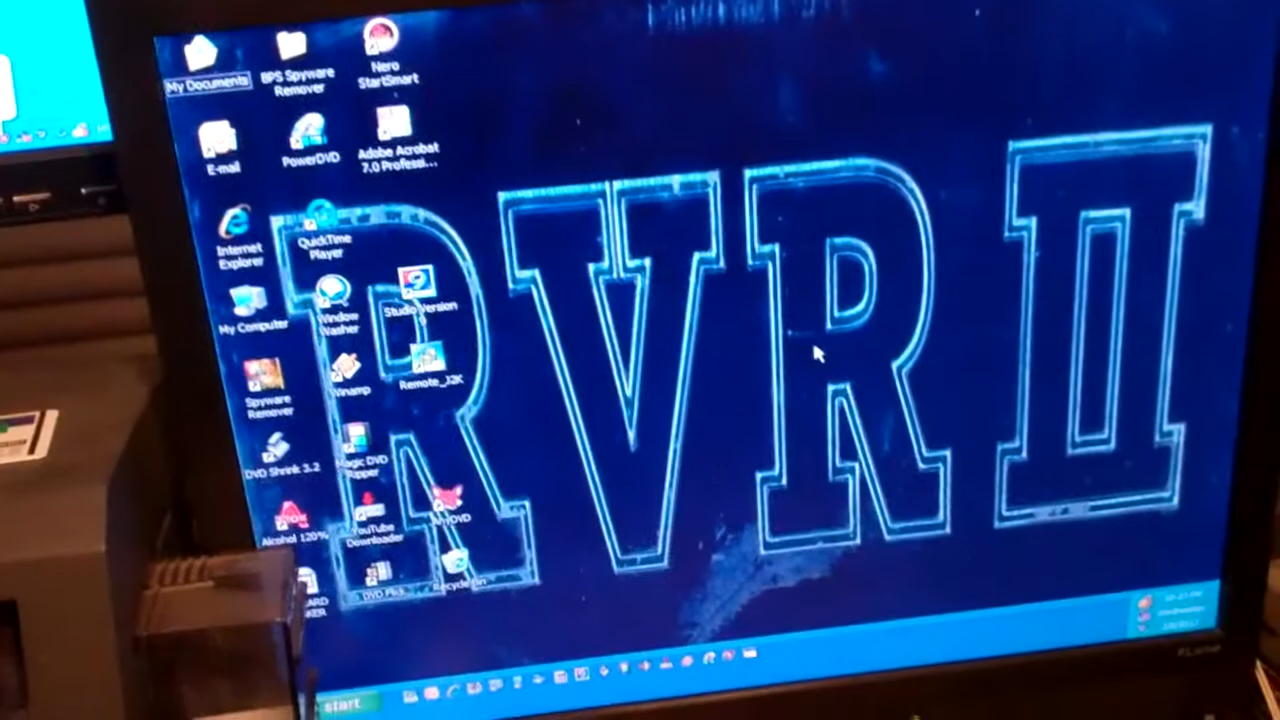 My Documents
BPS Spyware
Remover
Nero
StartSmart
E-mail
PowerDVD
Adobe Acrobat
7.0 Professi...
Internet
Explorer
QuickTime
Player
My Computer
Window
Washer
Studio Version
9
Spyware
Remover
Winamp
Remote_J2K
DVD Shrink 3.2
Magic DVD
Ripper
Alcohol 120%
YouTube
Downloader
AnyDVD
DVD
Recycle Bin
RVR II
start